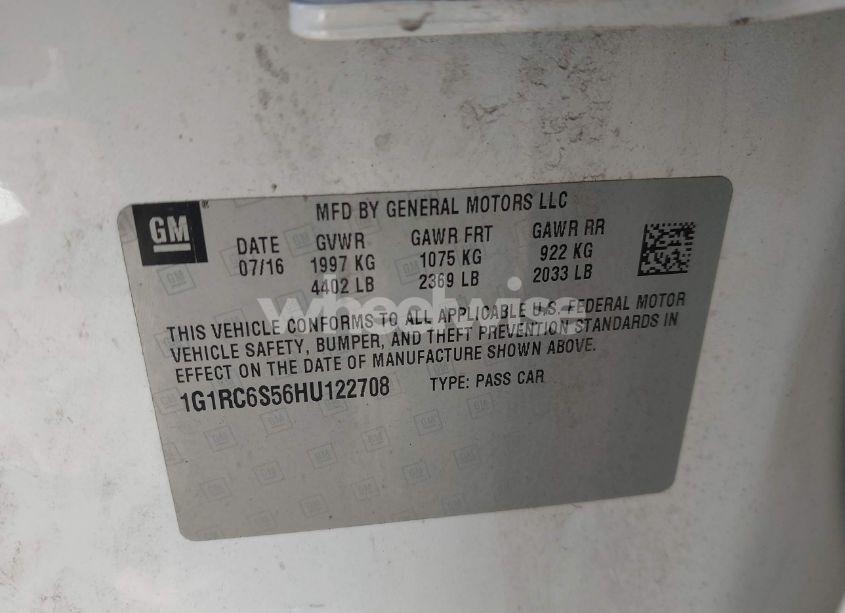 GM
MFD BY GENERAL MOTORS LLC
DATE GVWR GAWR FRT GAWR RR
07/16 1997 KG 1075 KG 922 KG
4402 LB 2369 LB 2033 LB
wheelwise
THIS VEHICLE CONFORMS TO ALL APPLICABLE U.S. FEDERAL MOTOR
VEHICLE SAFETY, BUMPER, AND THEFT PREVENTION STANDARDS IN
EFFECT ON THE DATE OF MANUFACTURE SHOWN ABOVE.
1G1RC6S56HU122708 TYPE: PASS CAR